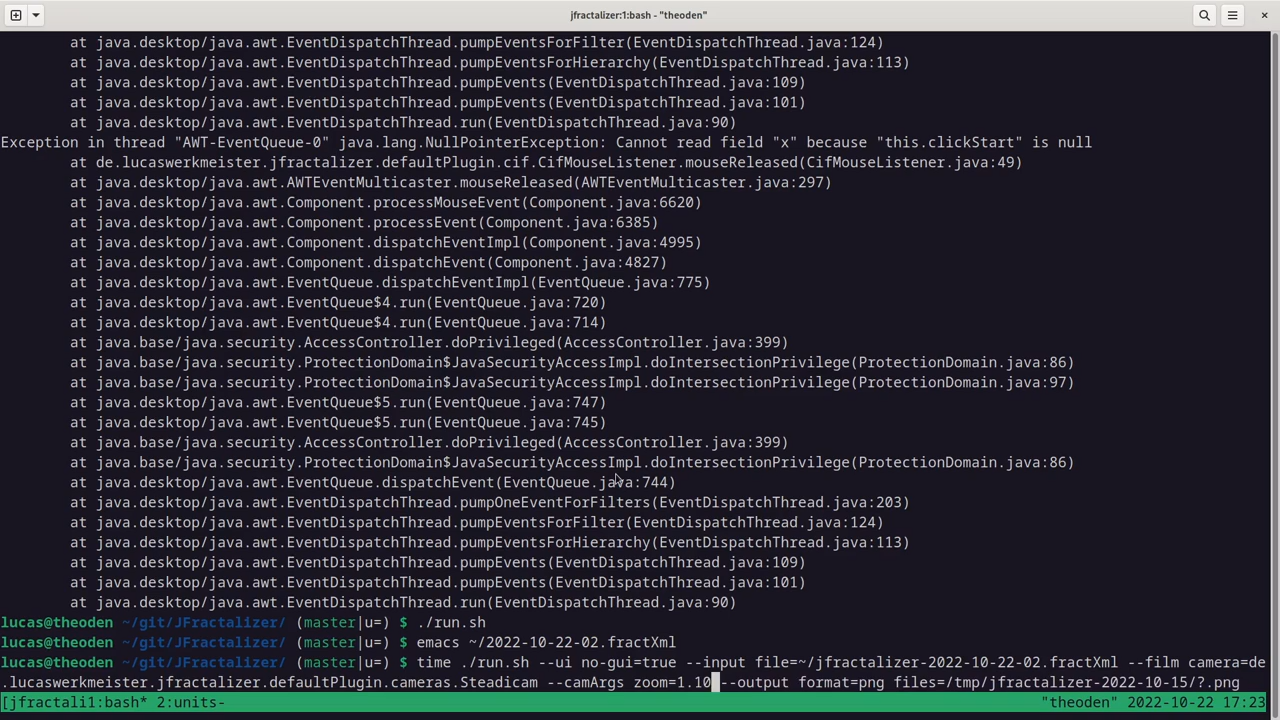 jfractalizer:1:bash - "theoden"
at java.desktop/java.awt.EventDispatchThread.pumpEventsForFilter(EventDispatchThread.java:124)
at java.desktop/java.awt.EventDispatchThread.pumpEventsForHierarchy(EventDispatchThread.java:113)
at java.desktop/java.awt.EventDispatchThread.pumpEvents(EventDispatchThread.java:109)
at java.desktop/java.awt.EventDispatchThread.pumpEvents(EventDispatchThread.java:101)
at java.desktop/java.awt.EventDispatchThread.run(EventDispatchThread.java:90)
Exception in thread "AWT-EventQueue-0" java.lang.NullPointerException: Cannot read field "x" because "this.clickStart" is null
at de.lucaswerkmeister.jfractalizer.defaultPlugin.cif.CifMouseListener.mouseReleased(CifMouseListener.java:49)
at java.desktop/java.awt.AWTEventMulticaster.mouseReleased(AWTEventMulticaster.java:297)
at java.desktop/java.awt.Component.processMouseEvent(Component.java:6620)
at java.desktop/java.awt.Component.processEvent(Component.java:6385)
at java.desktop/java.awt.Component.dispatchEventImpl(Component.java:4995)
at java.desktop/java.awt.Component.dispatchEvent(Component.java:4827)
at java.desktop/java.awt.EventQueue.dispatchEventImpl(EventQueue.java:775)
at java.desktop/java.awt.EventQueue$4.run(EventQueue.java:720)
at java.desktop/java.awt.EventQueue$4.run(EventQueue.java:714)
at java.base/java.security.AccessController.doPrivileged(AccessController.java:399)
at java.base/java.security.ProtectionDomain$JavaSecurityAccessImpl.doIntersectionPrivilege(ProtectionDomain.java:86)
at java.base/java.security.ProtectionDomain$JavaSecurityAccessImpl.doIntersectionPrivilege(ProtectionDomain.java:97)
at java.desktop/java.awt.EventQueue$5.run(EventQueue.java:747)
at java.desktop/java.awt.EventQueue$5.run(EventQueue.java:745)
at java.base/java.security.AccessController.doPrivileged(AccessController.java:399)
at java.base/java.security.ProtectionDomain$JavaSecurityAccessImpl.doIntersectionPrivilege(ProtectionDomain.java:86)
at java.desktop/java.awt.EventQueue.dispatchEvent(EventQueue.java:744)
at java.desktop/java.awt.EventDispatchThread.pumpOneEventForFilters(EventDispatchThread.java:203)
at java.desktop/java.awt.EventDispatchThread.pumpEventsForFilter(EventDispatchThread.java:124)
at java.desktop/java.awt.EventDispatchThread.pumpEventsForHierarchy(EventDispatchThread.java:113)
at java.desktop/java.awt.EventDispatchThread.pumpEvents(EventDispatchThread.java:109)
at java.desktop/java.awt.EventDispatchThread.pumpEvents(EventDispatchThread.java:101)
at java.desktop/java.awt.EventDispatchThread.run(EventDispatchThread.java:90)
lucas@theoden ~/git/JFractalizer/ (master|u=) $ ./run.sh
lucas@theoden ~/git/JFractalizer/ (master|u=) $ emacs ~/2022-10-22-02.fractXml
lucas@theoden ~/git/JFractalizer/ (master|u=) $ time ./run.sh --ui no-gui=true --input file=~/jfractalizer-2022-10-22-02.fractXml --film camera=de
.lucaswerkmeister.jfractalizer.defaultPlugin.cameras.Steadicam --camArgs zoom=1.10 --output format=png files=/tmp/jfractalizer-2022-10-15/?.png
[jfractali1:bash* 2:units- "theoden" 2022-10-22 17:23